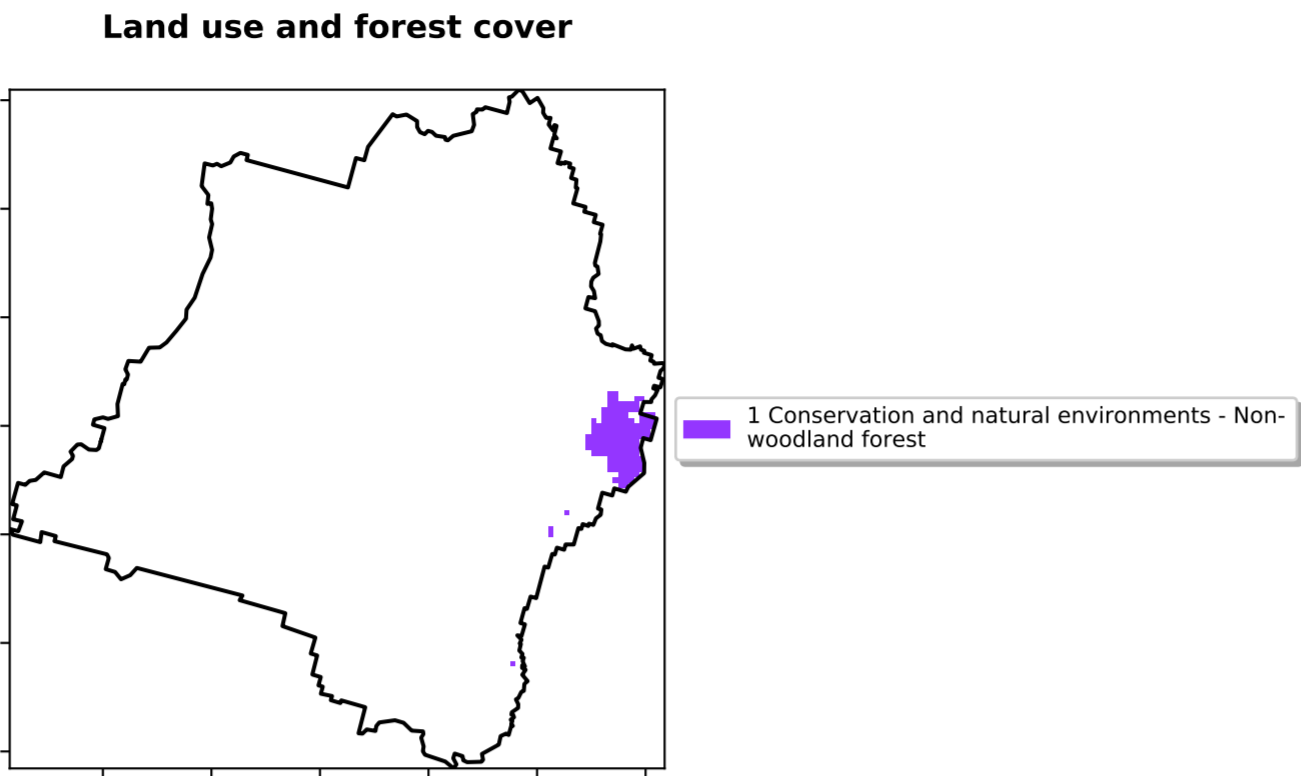 Land use and forest cover
1 Conservation and natural environments - Non-
woodland forest